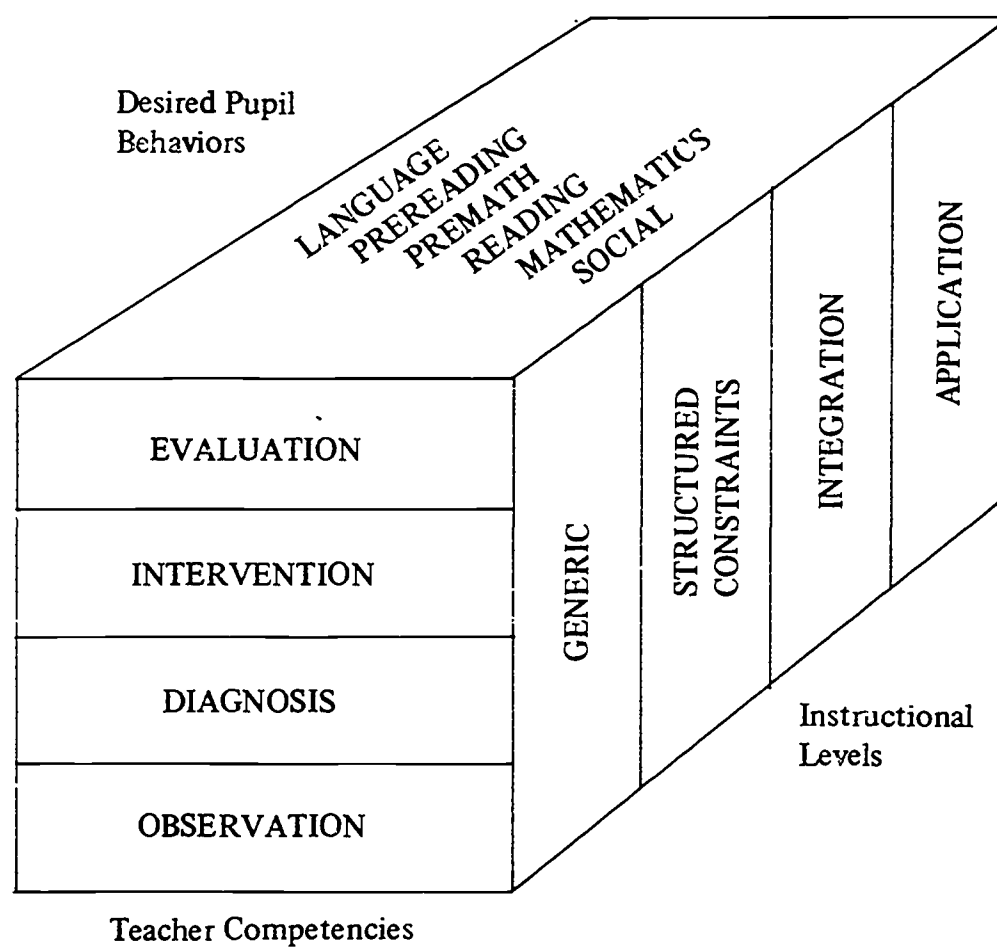 Desired Pupil
Behaviors
LANGUAGE
PREREADING
PREMATH
READING
MATHEMATICS
SOCIAL
EVALUATION
INTERVENTION
DIAGNOSIS
OBSERVATION
GENERIC
STRUCTURED
CONSTRAINTS
INTEGRATION
APPLICATION
Instructional
Levels
Teacher Competencies